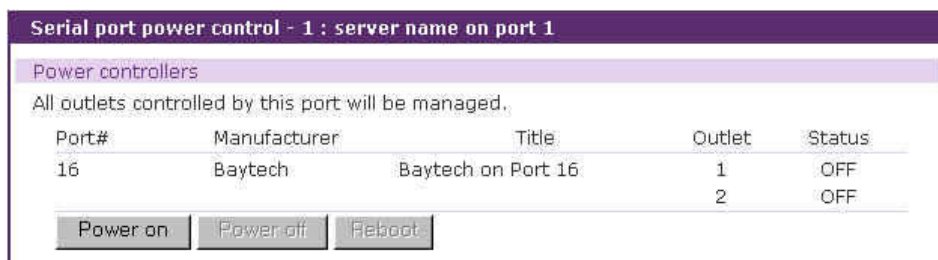 Serial port power control - 1 : server name on port 1
Power controllers
All outlets controlled by this port will be managed.
Port# Manufacturer Title Outlet Status
16 Baytech Baytech on Port 16 1 OFF
2 OFF
Power on Power off Reboot